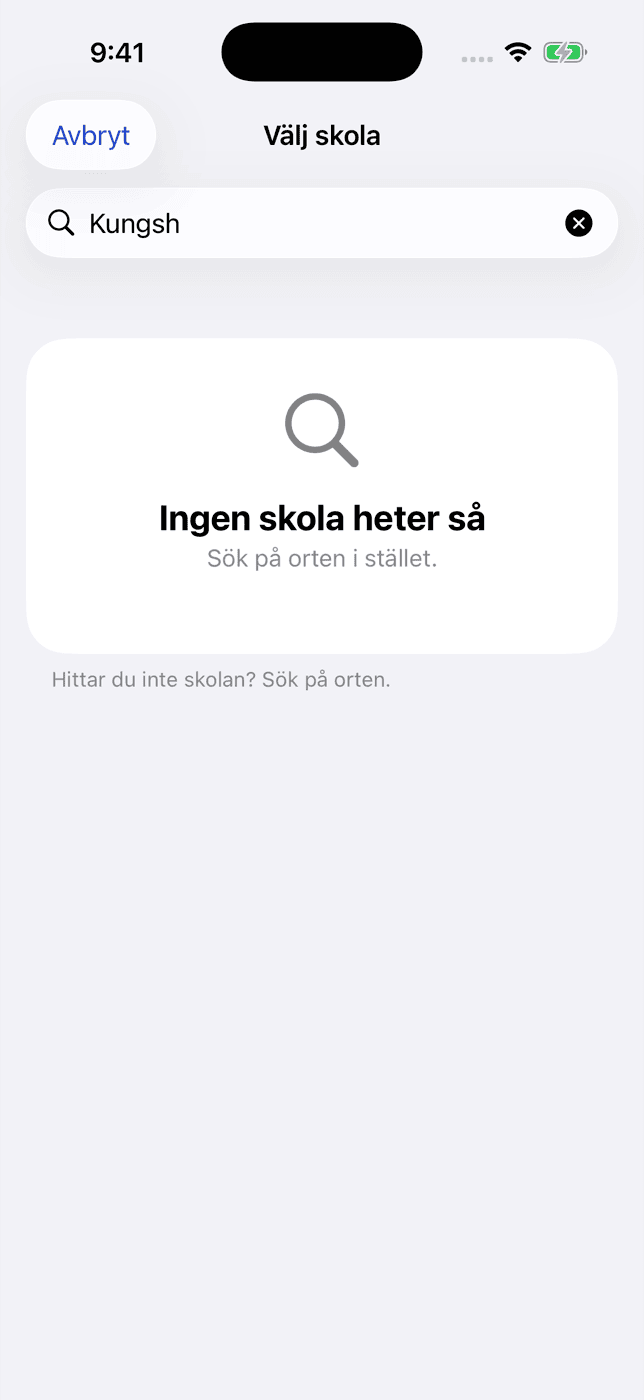 9:41
Avbryt
Välj skola
Kungsh
Ingen skola heter så
Sök på orten i stället.
Hittar du inte skolan? Sök på orten.